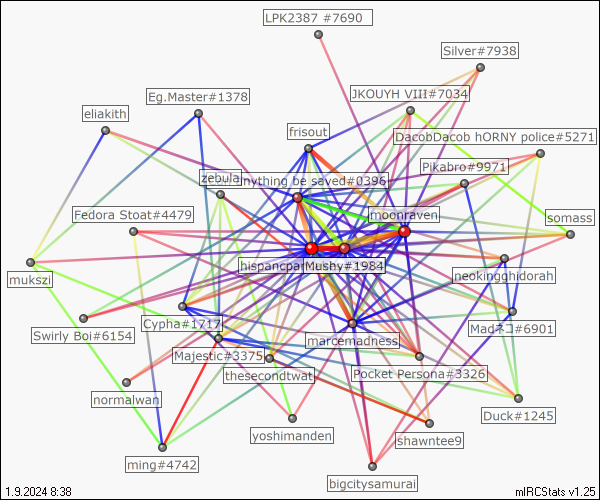 LPK2387 #7690
Silver#7938
JKOUYH VIII#7034
Eg.Master#1378
eliakith
frisout
DacobDacob hORNY police#5271
Pikabro#9971
zebula
nything be saved#0396
moonraven
Fedora Stoat#4479
somass
hispancpa
Mushy#1984
neokingghidorah
mukszi
Cypha#1717
Swirly Boi#6154
Madネコ#6901
marcemadness
Majestic#3375
thesecondtwat
Pocket Persona#3326
normalwan
Duck#1245
yoshimanden
shawntee9
ming#4742
bigcitysamurai
1.9.2024 8:38
mIRCStats v1.25